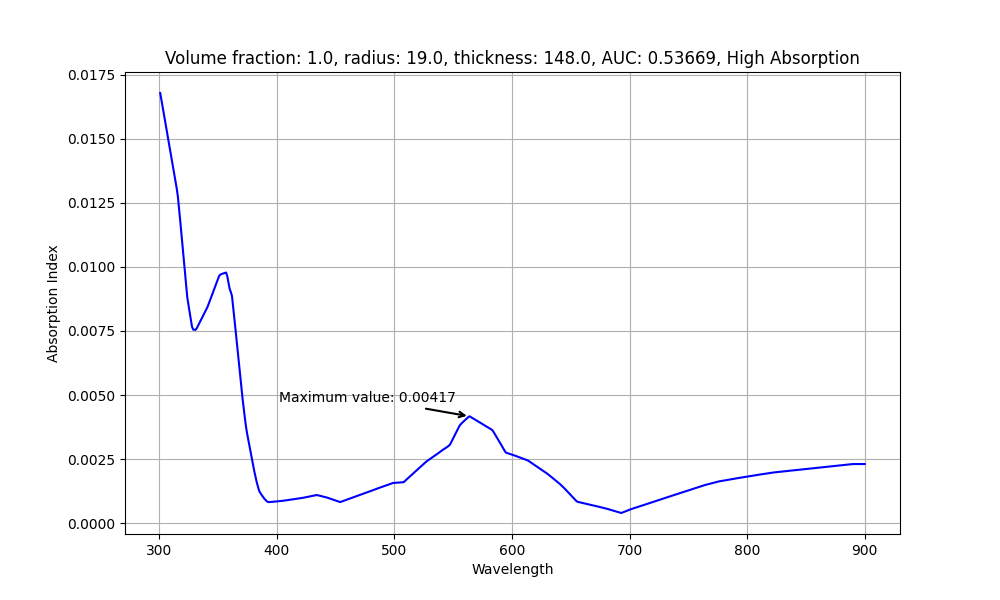 Volume fraction: 1.0, radius: 19.0, thickness: 148.0, AUC: 0.53669, High Absorption
0.0175
0.0150
0.0125
0.0100
0.0075
0.0050
0.0025
0.0000
Absorption Index
Maximum value: 0.00417
300 400 500 600 700 800 900
Wavelength